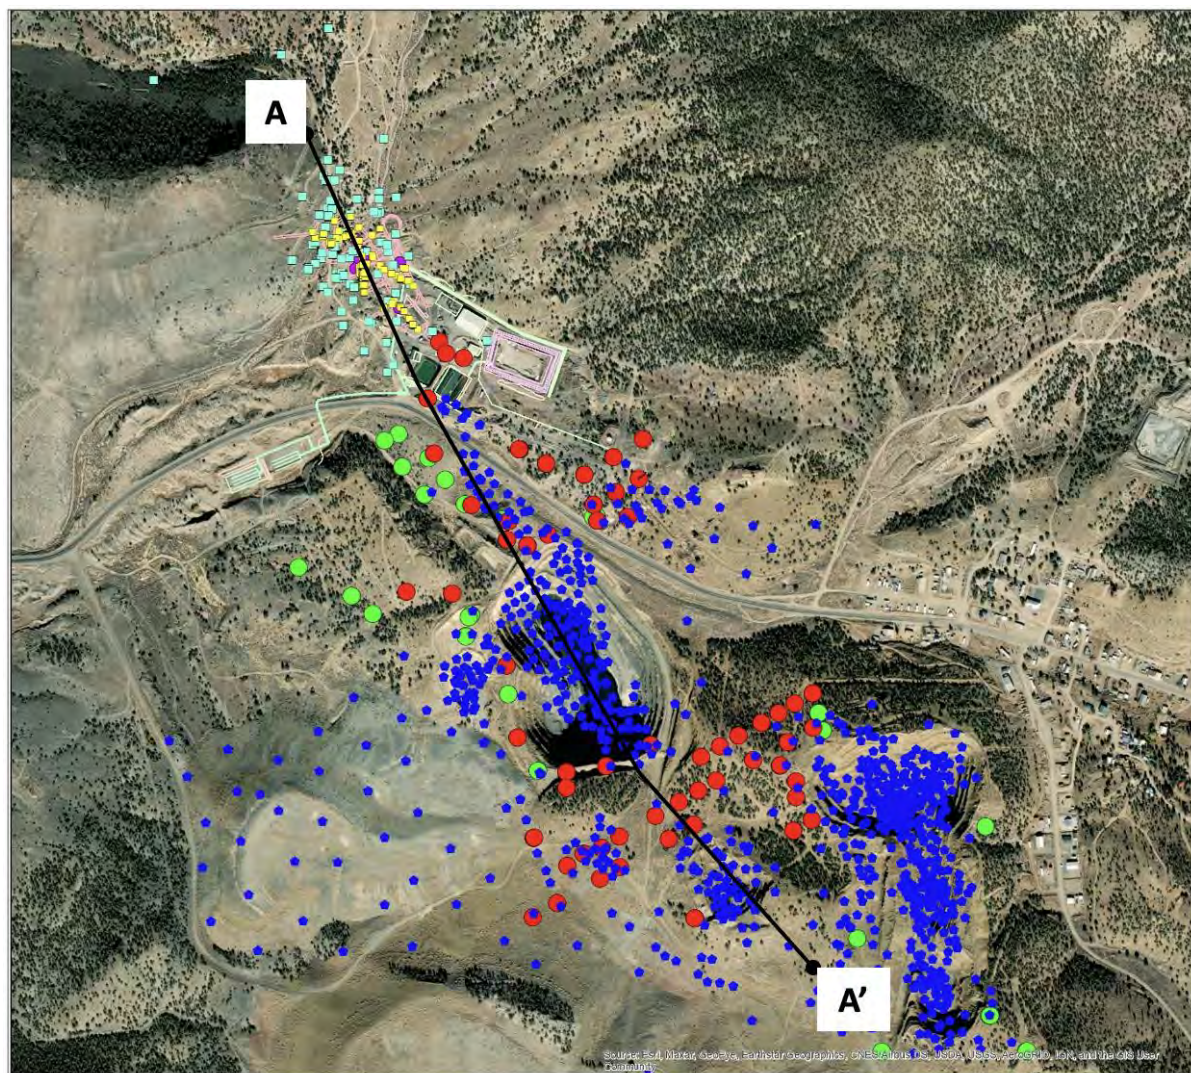 A
A'
Source: Esri, Maxar, GeoEye, Earthstar Geographics, CNES/Airbus DS, USDA, USGS, AeroGRID, IGN, and the GIS User
Community